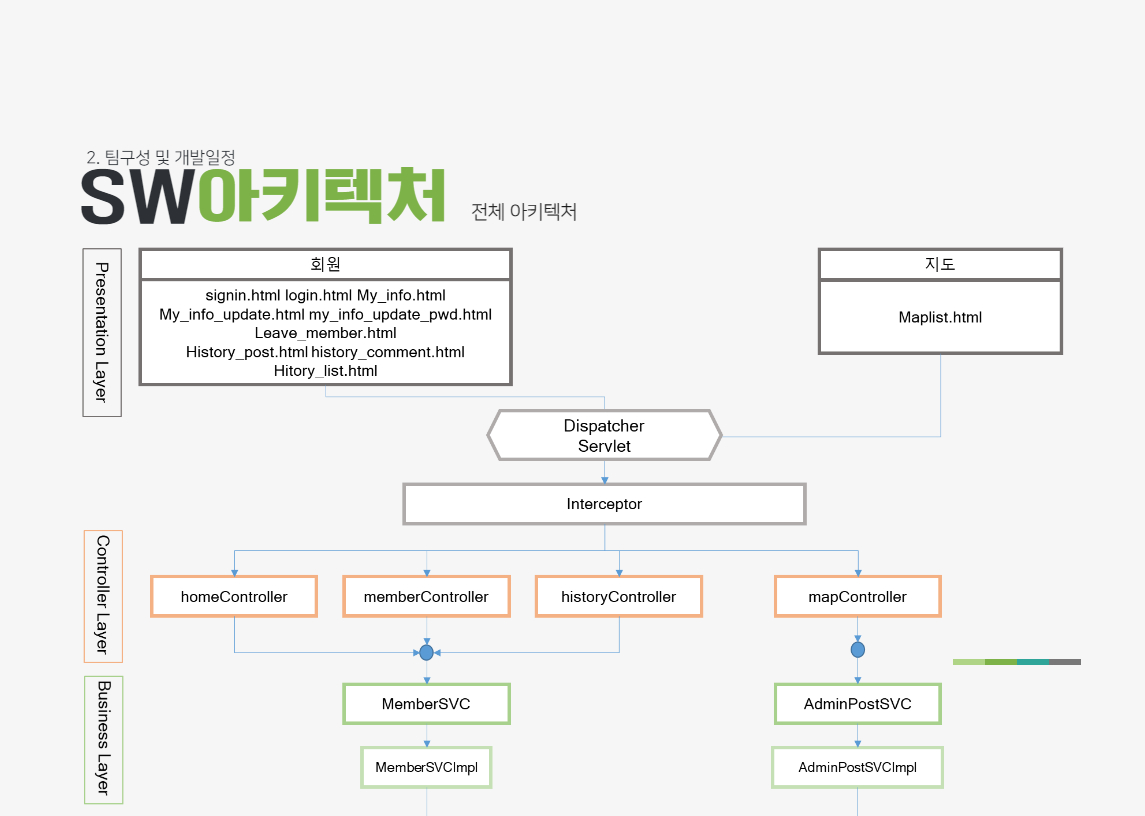 2. 팀구성 및 개발일정
SW아키텍처
전체 아키텍처
Presentation Layer
회원
signin.html login.html My_info.html
My_info_update.html my_info_update_pwd.html
Leave_member.html
History_post.html history_comment.html
Hitory_list.html
지도
Maplist.html
Dispatcher
Servlet
Interceptor
Controller Layer
homeController
memberController
historyController
mapController
Business Layer
MemberSVC
AdminPostSVC
MemberSVCImpl
AdminPostSVCImpl